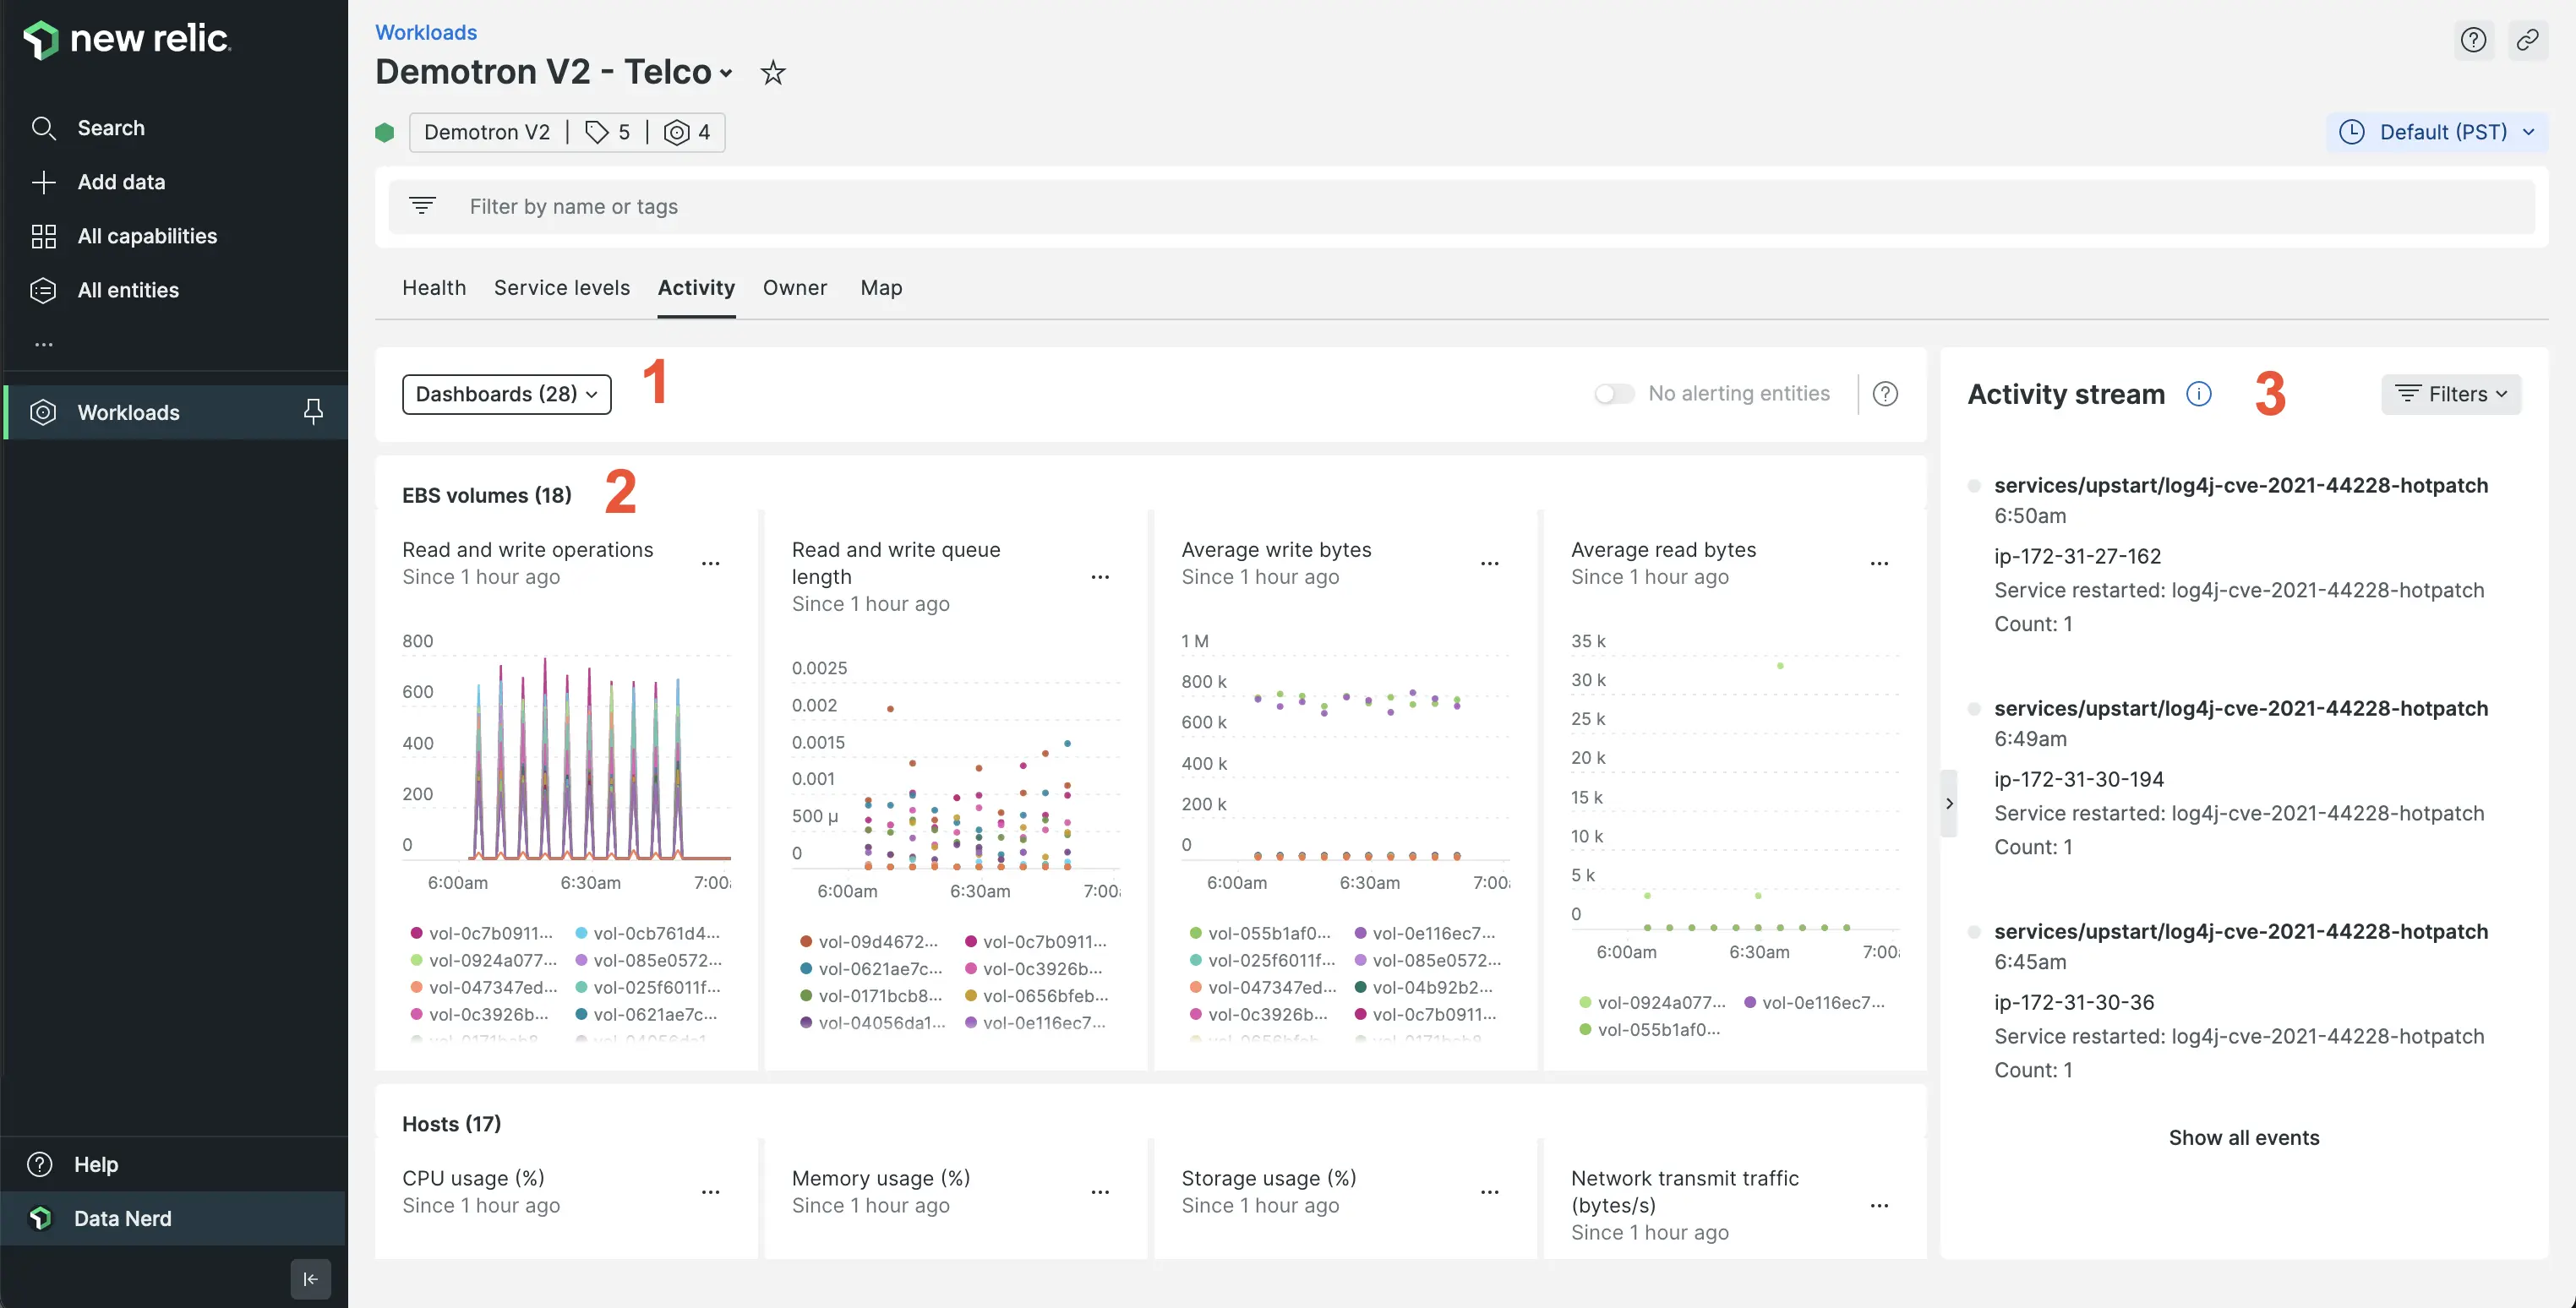 new relic.
Search
Add data
All capabilities
All entities
...
Workloads
Help
Data Nerd
Workloads
Demotron V2 - Telco
Demotron V2 | 5 | 4
Default (PST)
Filter by name or tags
Health Service levels Activity Owner Map
Dashboards (28) 1
No alerting entities
EBS volumes (18) 2
Read and write operations
Since 1 hour ago
800
600
400
200
0
6:00am 6:30am 7:00
vol-0c7b0911... vol-0cb761d4...
vol-0924a077... vol-085e0572...
vol-047347ed... vol-025f6011f...
vol-0c3926b... vol-0621ae7c...
Read and write queue
length
Since 1 hour ago
0.0025
0.002
0.0015
0.001
500 µ
0
6:00am 6:30am 7:00
vol-09d4672... vol-0c7b0911...
vol-0621ae7c... vol-0c3926b...
vol-0171bcb8... vol-0656bfeb...
vol-04056da1... vol-0e116ec7...
Average write bytes
Since 1 hour ago
1 M
800 k
600 k
400 k
200 k
0
6:00am 6:30am 7:00
vol-055b1af0... vol-0e116ec7...
vol-025f6011f... vol-085e0572...
vol-047347ed... vol-04b92b2...
vol-0c3926b... vol-0c7b0911...
Average read bytes
Since 1 hour ago
35 k
30 k
25 k
20 k
15 k
10 k
5 k
0
6:00am 6:30am 7:00
vol-0924a077... vol-0e116ec7...
vol-055b1af0...
Hosts (17)
CPU usage (%)
Since 1 hour ago
Memory usage (%)
Since 1 hour ago
Storage usage (%)
Since 1 hour ago
Network transmit traffic
(bytes/s)
Since 1 hour ago
Activity stream 3 Filters
services/upstart/log4j-cve-2021-44228-hotpatch
6:50am
ip-172-31-27-162
Service restarted: log4j-cve-2021-44228-hotpatch
Count: 1
services/upstart/log4j-cve-2021-44228-hotpatch
6:49am
ip-172-31-30-194
Service restarted: log4j-cve-2021-44228-hotpatch
Count: 1
services/upstart/log4j-cve-2021-44228-hotpatch
6:45am
ip-172-31-30-36
Service restarted: log4j-cve-2021-44228-hotpatch
Count: 1
Show all events